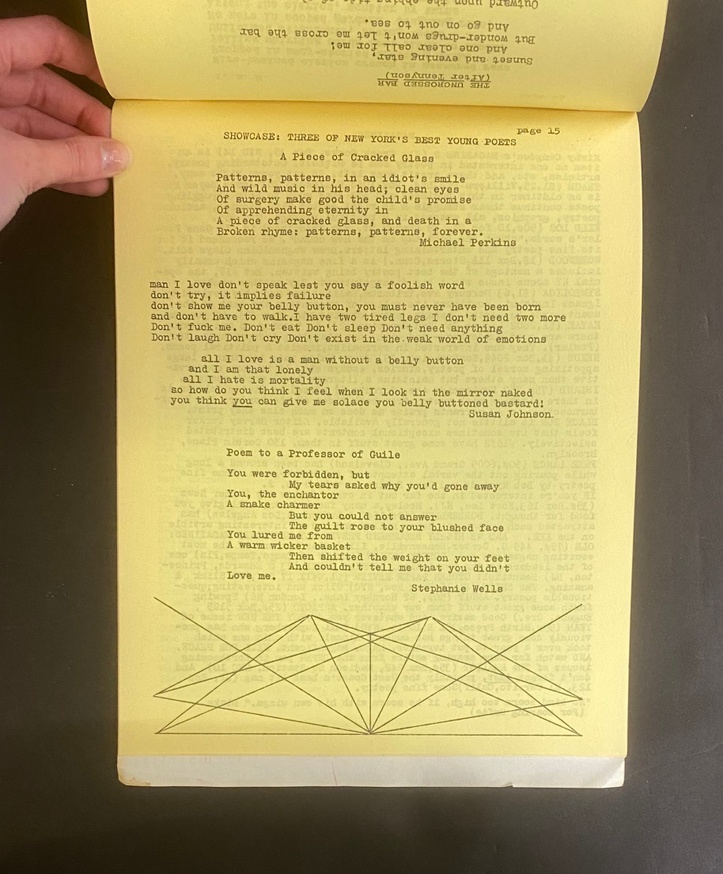 THE UNCROSSED BAR
(After Tennyson)
Sunset and evening star,
And one clear call for me;
But wonder-drugs won't let me cross the bar
And go on out to sea.
Outward upon the ebbing tide
page 15
SHOWCASE: THREE OF NEW YORK'S BEST YOUNG POETS
A Piece of Cracked Glass
Patterns, patterns, in an idiot's smile
And wild music in his head; clean eyes
Of surgery make good the child's promise
Of apprehending eternity in
A piece of cracked glass, and death in a
Broken rhyme: patterns, patterns, forever.
Michael Perkins
man I love don't speak lest you say a foolish word
don't try, it implies failure
don't show me your belly button, you must never have been born
and don't have to walk.I have two tired legs I don't need two more
Don't fuck me. Don't eat Don't sleep Don't need anything
Don't laugh Don't cry Don't exist in the weak world of emotions
all I love is a man without a belly button
and I am that lonely
all I hate is mortality
so how do you think I feel when I look in the mirror naked
you think you can give me solace you belly buttoned bastard!
Susan Johnson.
Poem to a Professor of Guile
You were forbidden, but
My tears asked why you'd gone away
You, the enchantor
A snake charmer
But you could not answer
The guilt rose to your blushed face
You lured me from
A warm wicker basket
Then shifted the weight on your feet
And couldn't tell me that you didn't
Love me.
Stephanie Wells